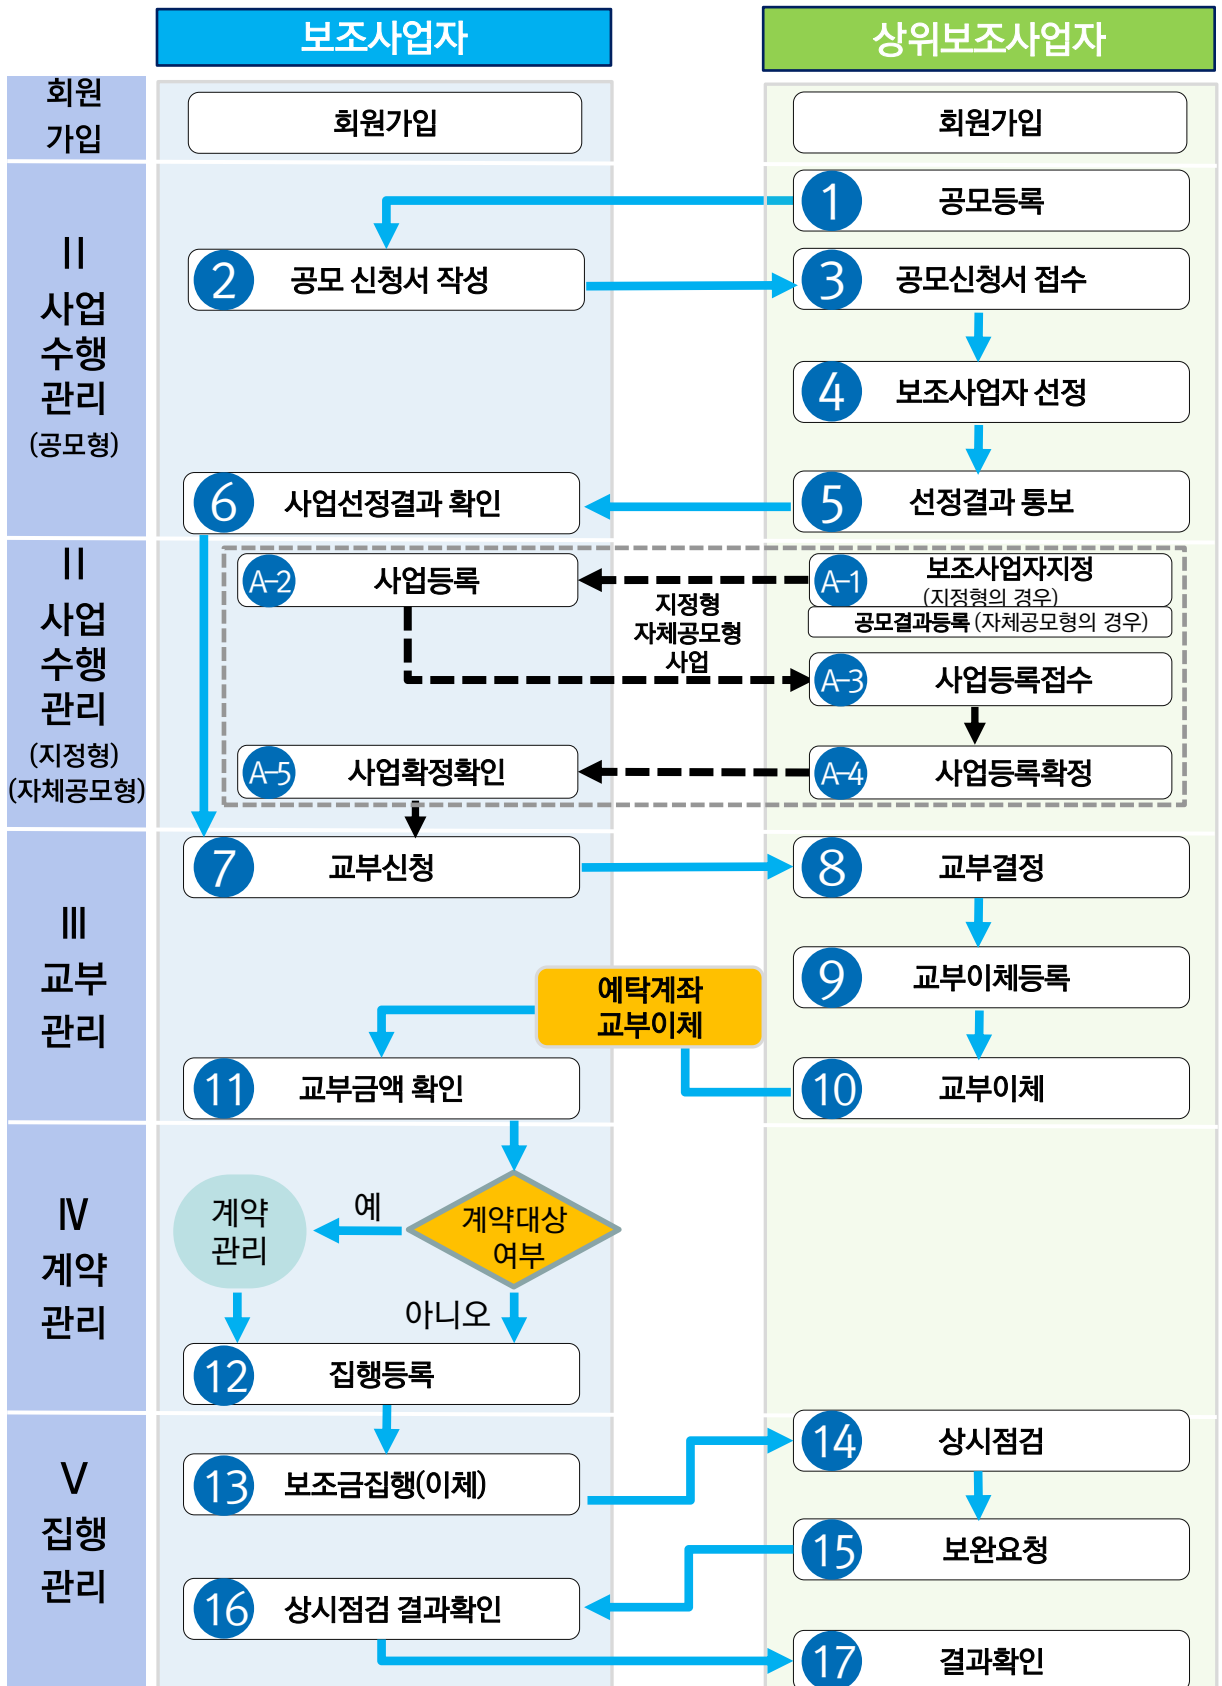 보조사업자
상위보조사업자
회원
가입
회원가입
회원가입
Ⅱ
사업
수행
관리
(공모형)
1 공모등록
2 공모 신청서 작성
3 공모신청서 접수
4 보조사업자 선정
5 선정결과 통보
6 사업선정결과 확인
Ⅱ
사업
수행
관리
(지정형)
(자체공모형)
A-1 보조사업자지정
(지정형의 경우)
공모결과등록 (자체공모형의 경우)
A-2 사업등록
지정형
자체공모형
사업
A-3 사업등록접수
A-4 사업등록확정
A-5 사업확정확인
Ⅲ
교부
관리
7 교부신청
8 교부결정
9 교부이체등록
예탁계좌
교부이체
10 교부이체
11 교부금액 확인
Ⅳ
계약
관리
계약대상
여부
예
계약
관리
아니오
12 집행등록
Ⅴ
집행
관리
13 보조금집행(이체)
14 상시점검
15 보완요청
16 상시점검 결과확인
17 결과확인